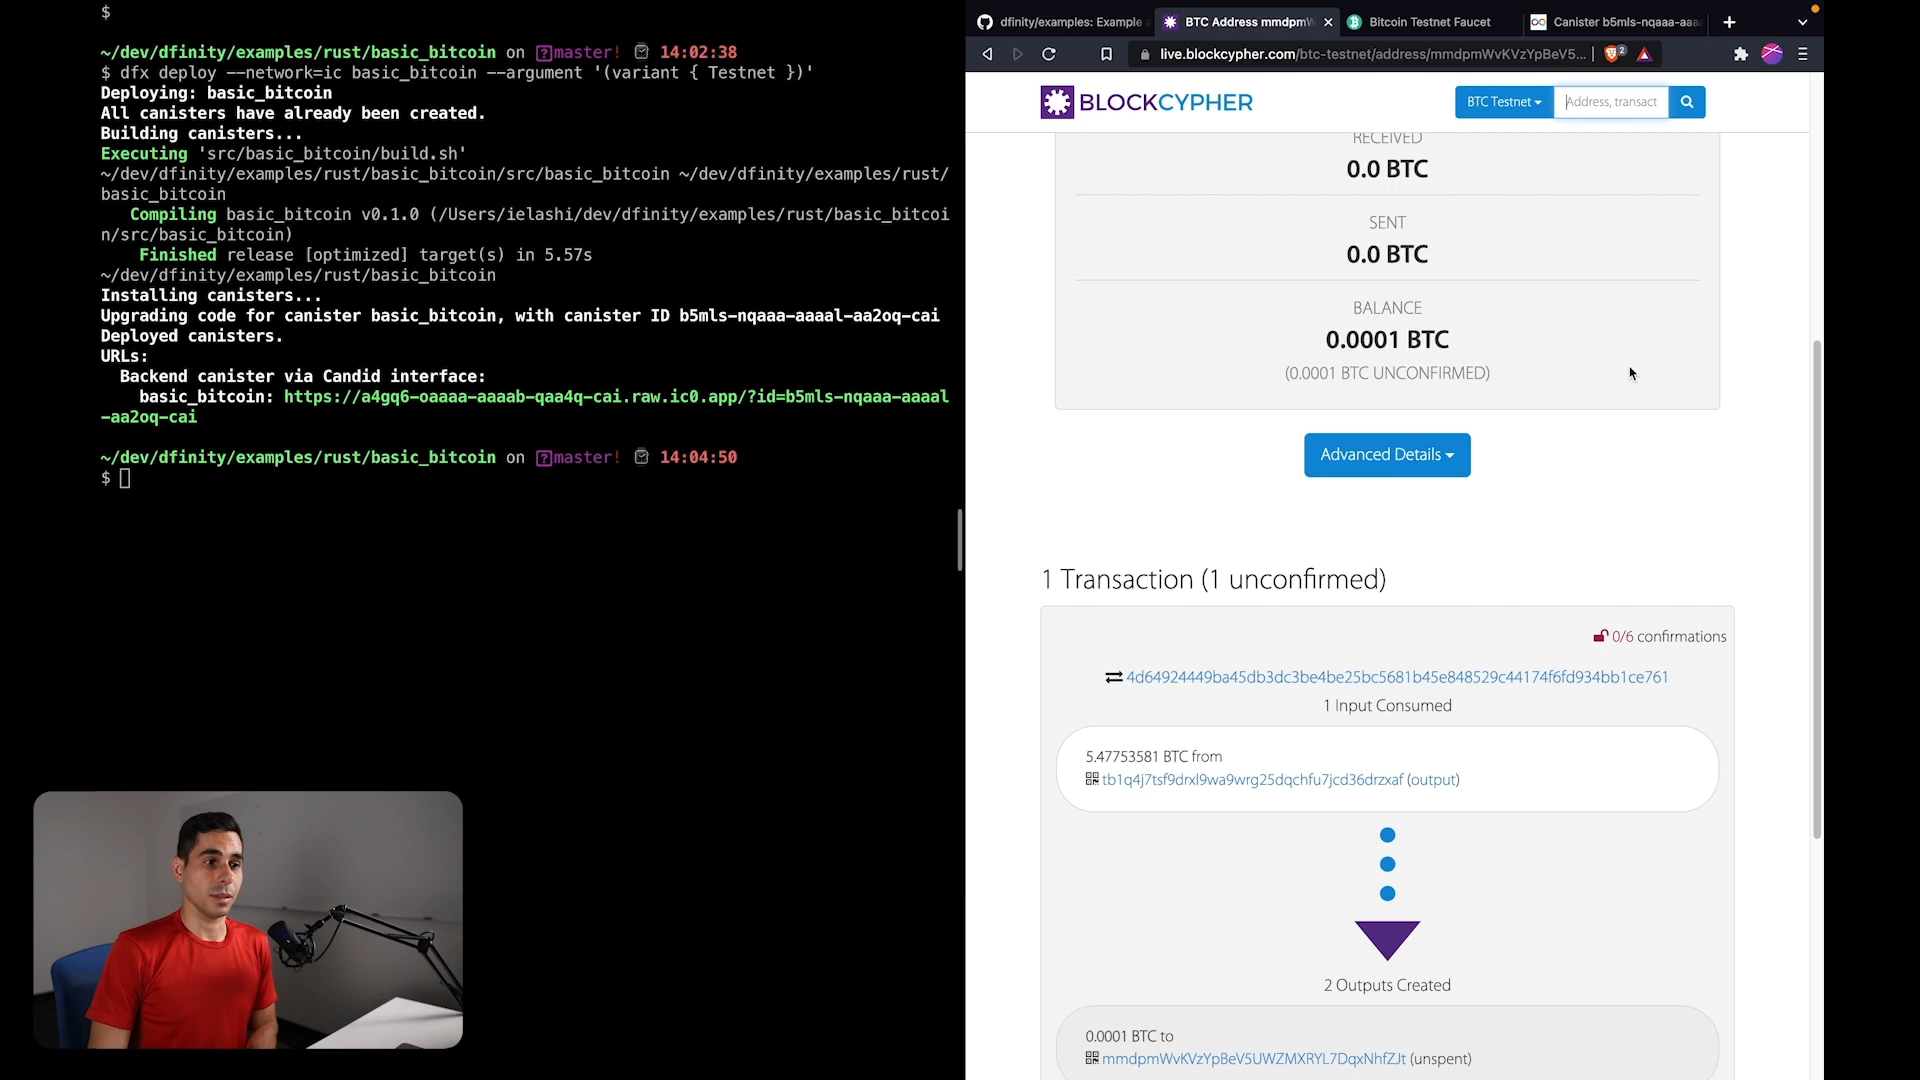 $
~/dev/dfinity/examples/rust/basic_bitcoin on ?master! 14:02:38
$ dfx deploy --network=ic basic_bitcoin --argument '(variant { Testnet })'
Deploying: basic_bitcoin
All canisters have already been created.
Building canisters...
Executing 'src/basic_bitcoin/build.sh'
~/dev/dfinity/examples/rust/basic_bitcoin/src/basic_bitcoin ~/dev/dfinity/examples/rust/
basic_bitcoin
Compiling basic_bitcoin v0.1.0 (/Users/ielashi/dev/dfinity/examples/rust/basic_bitcoi
n/src/basic_bitcoin)
Finished release [optimized] target(s) in 5.57s
~/dev/dfinity/examples/rust/basic_bitcoin
Installing canisters...
Upgrading code for canister basic_bitcoin, with canister ID b5mls-nqaaa-aaaal-aa2oq-cai
Deployed canisters.
URLs:
Backend canister via Candid interface:
basic_bitcoin: https://a4gq6-oaaaa-aaaab-qaa4q-cai.raw.ic0.app/?id=b5mls-nqaaa-aaaal
-aa2oq-cai
~/dev/dfinity/examples/rust/basic_bitcoin on ?master! 14:04:50
$
dfinity/examples: Example
BTC Address mmdpmW
Bitcoin Testnet Faucet
Canister b5mls-nqaaa-aaa
live.blockcypher.com/btc-testnet/address/mmdpmWvKVzYpBeV5...
2
BLOCKCYPHER
BTC Testnet
Address, transact
RECEIVED
0.0 BTC
SENT
0.0 BTC
BALANCE
0.0001 BTC
(0.0001 BTC UNCONFIRMED)
Advanced Details
1 Transaction (1 unconfirmed)
0/6 confirmations
4d64924449ba45db3dc3be4be25bc5681b45e848529c44174f6fd934bb1ce761
1 Input Consumed
5.47753581 BTC from
tb1q4j7tsf9drxl9wa9wrg25dqchfu7jcd36drzxaf (output)
2 Outputs Created
0.0001 BTC to
mmdpmWvKVzYpBeV5UWZMXRYL7DqxNhfZJt (unspent)